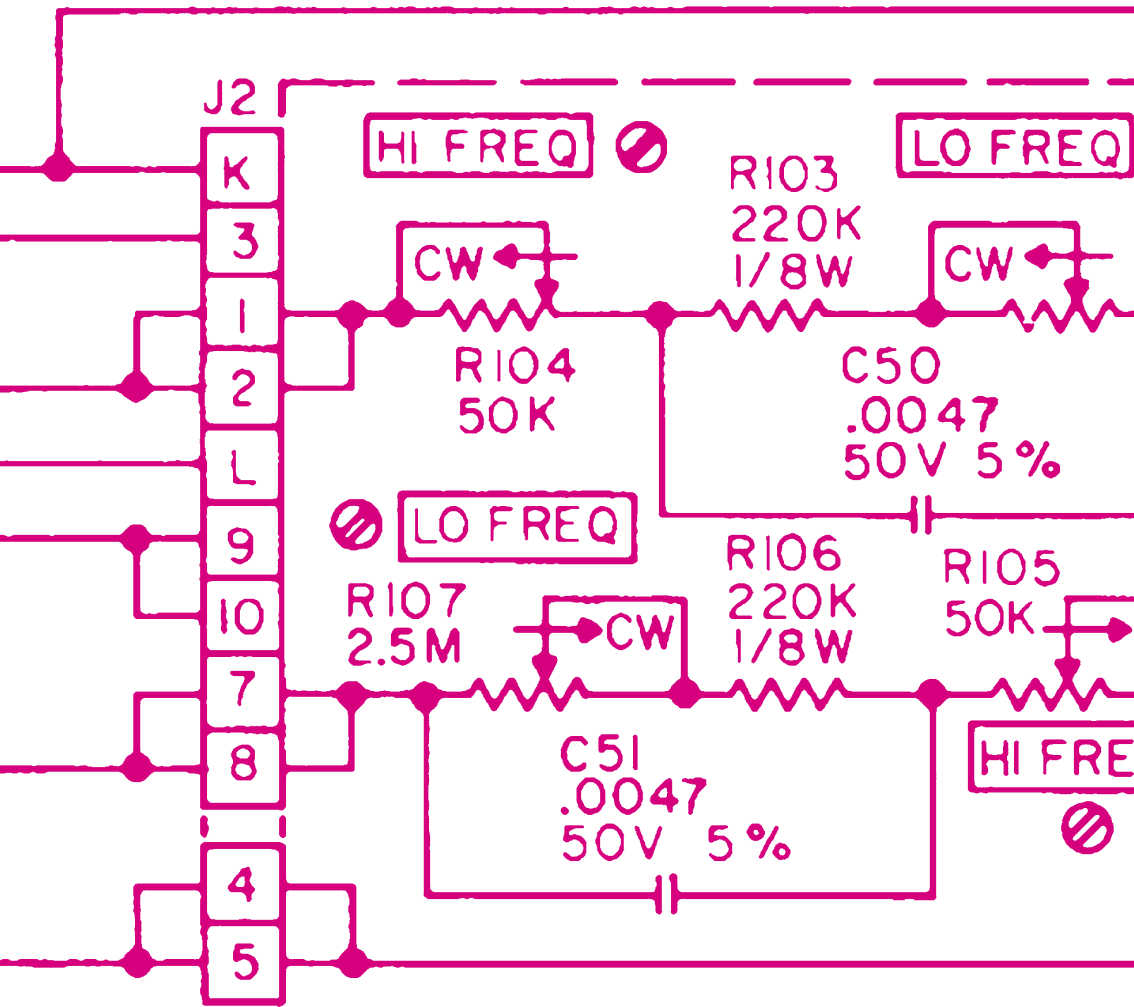 J2
K
3
1
2
L
9
10
7
8
4
5
HI FREQ
LO FREQ
R103
220K
1/8W
CW
CW
R104
50K
C50
.0047
50V 5%
LO FREQ
R107
2.5M
CW
R106
220K
1/8W
R105
50K
HI FRE
C51
.0047
50V 5%